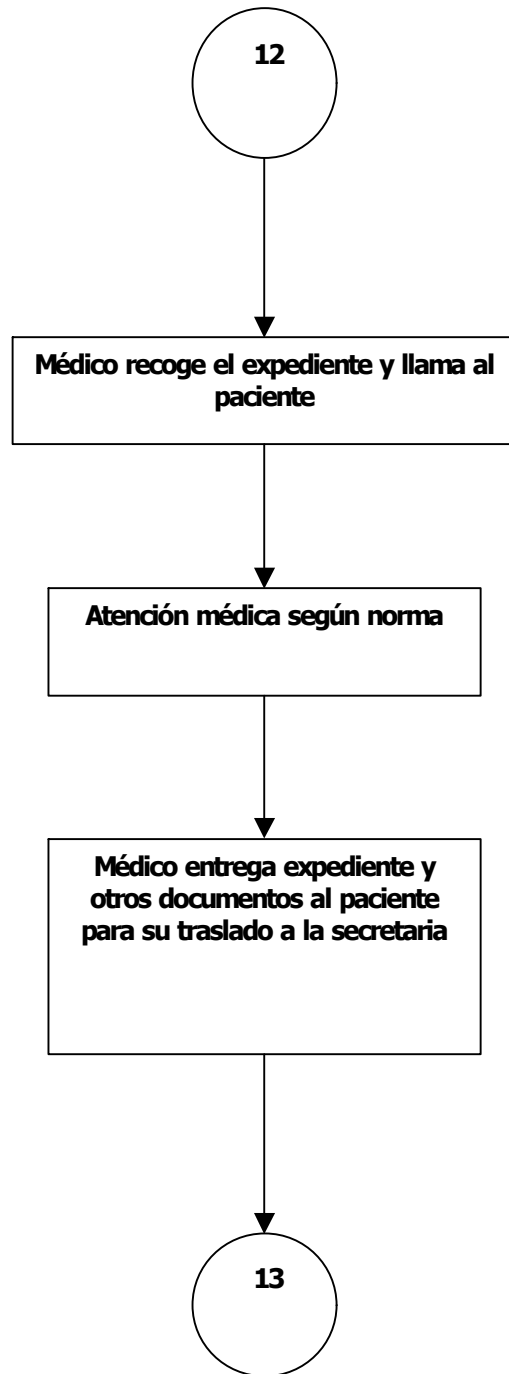 12
Médico recoge el expediente y llama al
paciente
Atención médica según norma
Médico entrega expediente y
otros documentos al paciente
para su traslado a la secretaria
13